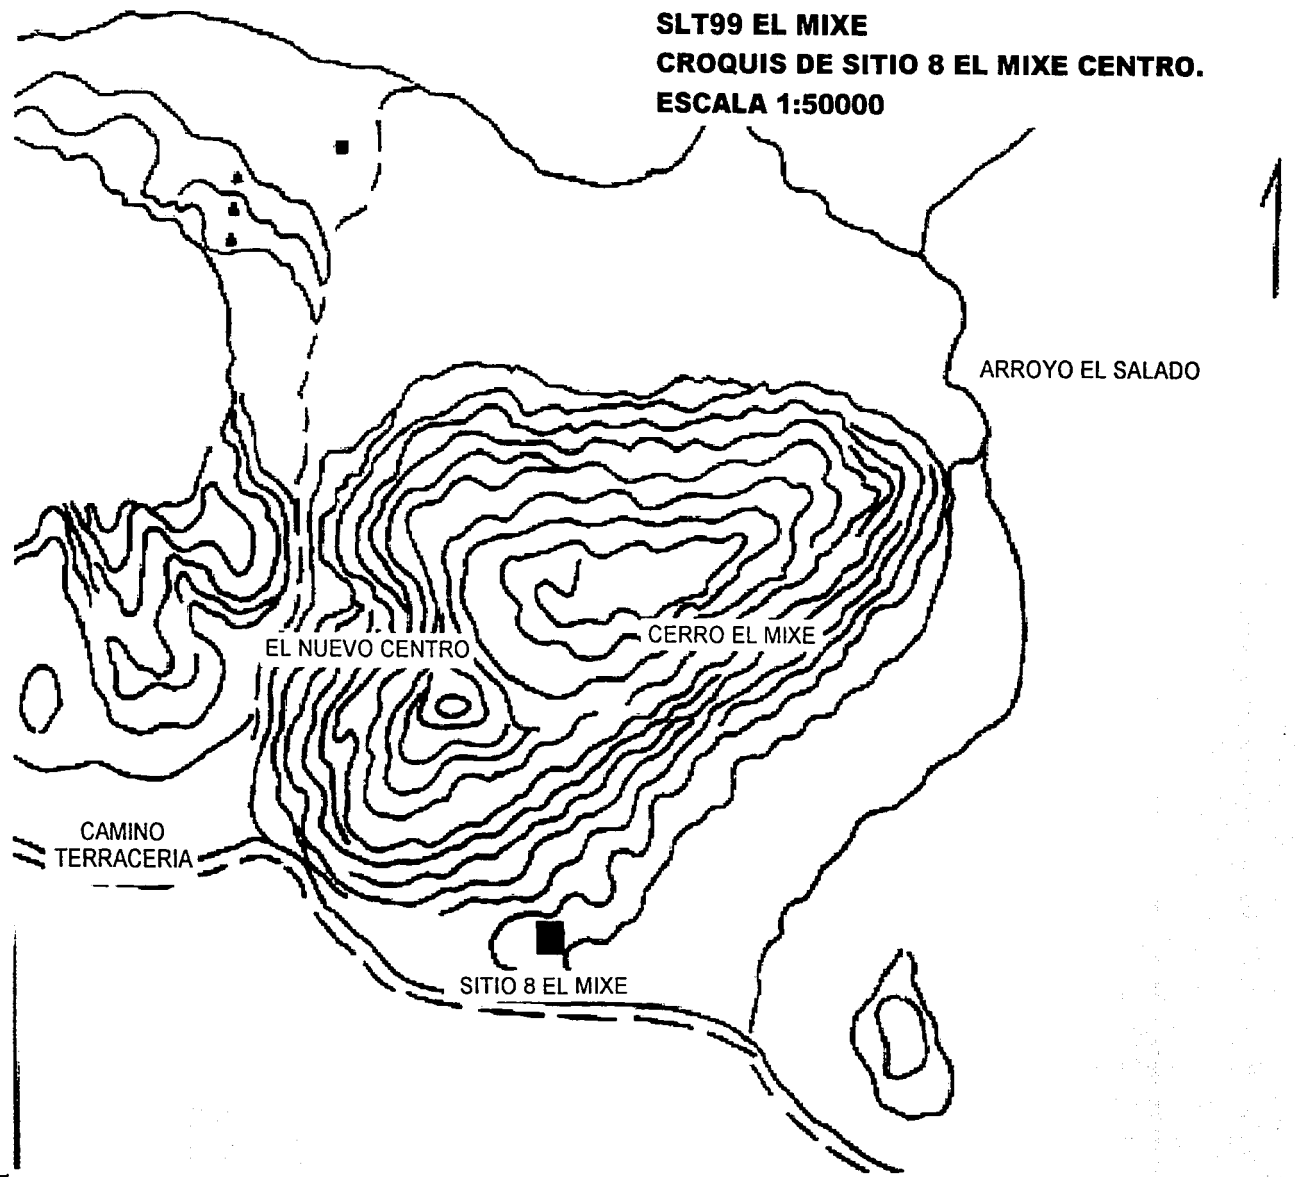 SLT99 EL MIXE
CROQUIS DE SITIO 8 EL MIXE CENTRO.
ESCALA 1:50000
ARROYO EL SALADO
CERRO EL MIXE
EL NUEVO CENTRO
CAMINO
TERRACERIA
SITIO 8 EL MIXE